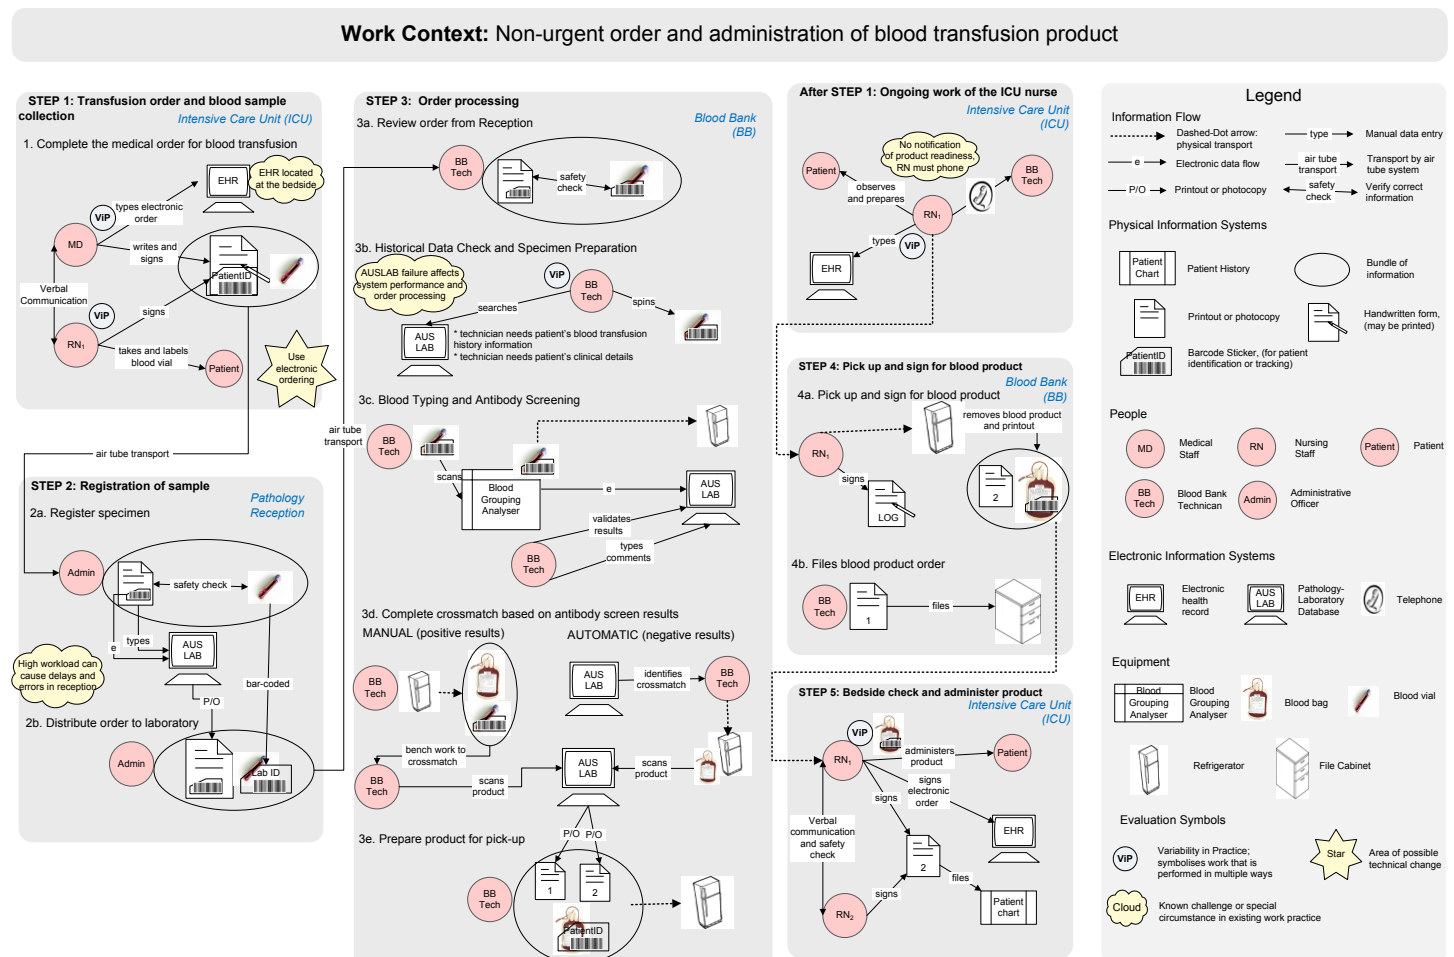 Work Context: Non-urgent order and administration of blood transfusion product
STEP 1: Transfusion order and blood sample
collection
Intensive Care Unit (ICU)
1. Complete the medical order for blood transfusion
EHR
EHR located
at the bedside
ViP
types electronic
order
MD
writes and
signs
PatientID
Verbal
Communication
ViP
signs
RN1
takes and labels
blood vial
Patient
Use
electronic
ordering
air tube transport
STEP 2: Registration of sample
Pathology
Reception
2a. Register specimen
Admin
safety check
e
types
AUS
LAB
High workload can
cause delays and
errors in reception
bar-coded
P/O
2b. Distribute order to laboratory
Admin
Lab ID
air tube
transport
STEP 3: Order processing
Blood Bank
(BB)
3a. Review order from Reception
BB
Tech
safety
check
3b. Historical Data Check and Specimen Preparation
AUSLAB failure affects
system performance and
order processing
ViP
BB
Tech
searches
spins
AUS
LAB
* technician needs patient's blood transfusion
history information
* technician needs patient's clinical details
3c. Blood Typing and Antibody Screening
BB
Tech
scans
Blood
Grouping
Analyser
e
AUS
LAB
validates
results
types
comments
BB
Tech
3d. Complete crossmatch based on antibody screen results
MANUAL (positive results)
AUTOMATIC (negative results)
BB
Tech
AUS
LAB
identifies
crossmatch
BB
Tech
bench work to
crossmatch
BB
Tech
scans
product
AUS
LAB
scans
product
P/O
P/O
3e. Prepare product for pick-up
BB
Tech
1
2
PatientID
After STEP 1: Ongoing work of the ICU nurse
Intensive Care Unit
(ICU)
No notification
of product readiness,
RN must phone
Patient
BB
Tech
observes
and prepares
RN1
types
ViP
EHR
STEP 4: Pick up and sign for blood product
Blood Bank
(BB)
4a. Pick up and sign for blood product
removes blood product
and printout
RN1
signs
LOG
2
4b. Files blood product order
BB
Tech
1
files
STEP 5: Bedside check and administer product
Intensive Care Unit
(ICU)
ViP
RN1
administers
product
Patient
signs
electronic
order
signs
Verbal
communication
and safety
check
EHR
2
files
signs
RN2
Patient
chart
Legend
Information Flow
Dashed-Dot arrow:
physical transport
type
Manual data entry
e
Electronic data flow
air tube
transport
Transport by air
tube system
P/O
Printout or photocopy
safety
check
Verify correct
information
Physical Information Systems
Patient
Chart
Patient History
Bundle of
information
Printout or photocopy
Handwritten form,
(may be printed)
PatientID
Barcode Sticker, (for patient
identification or tracking)
People
MD
Medical
Staff
RN
Nursing
Staff
Patient
Patient
BB
Tech
Blood Bank
Technican
Admin
Administrative
Officer
Electronic Information Systems
EHR
Electronic
health
record
AUS
LAB
Pathology-
Laboratory
Database
Telephone
Equipment
Blood
Grouping
Analyser
Blood
Grouping
Analyser
Blood bag
Blood vial
Refrigerator
File Cabinet
Evaluation Symbols
ViP
Variability in Practice;
symbolises work that is
performed in multiple ways
Star
Area of possible
technical change
Cloud
Known challenge or special
circumstance in existing work practice